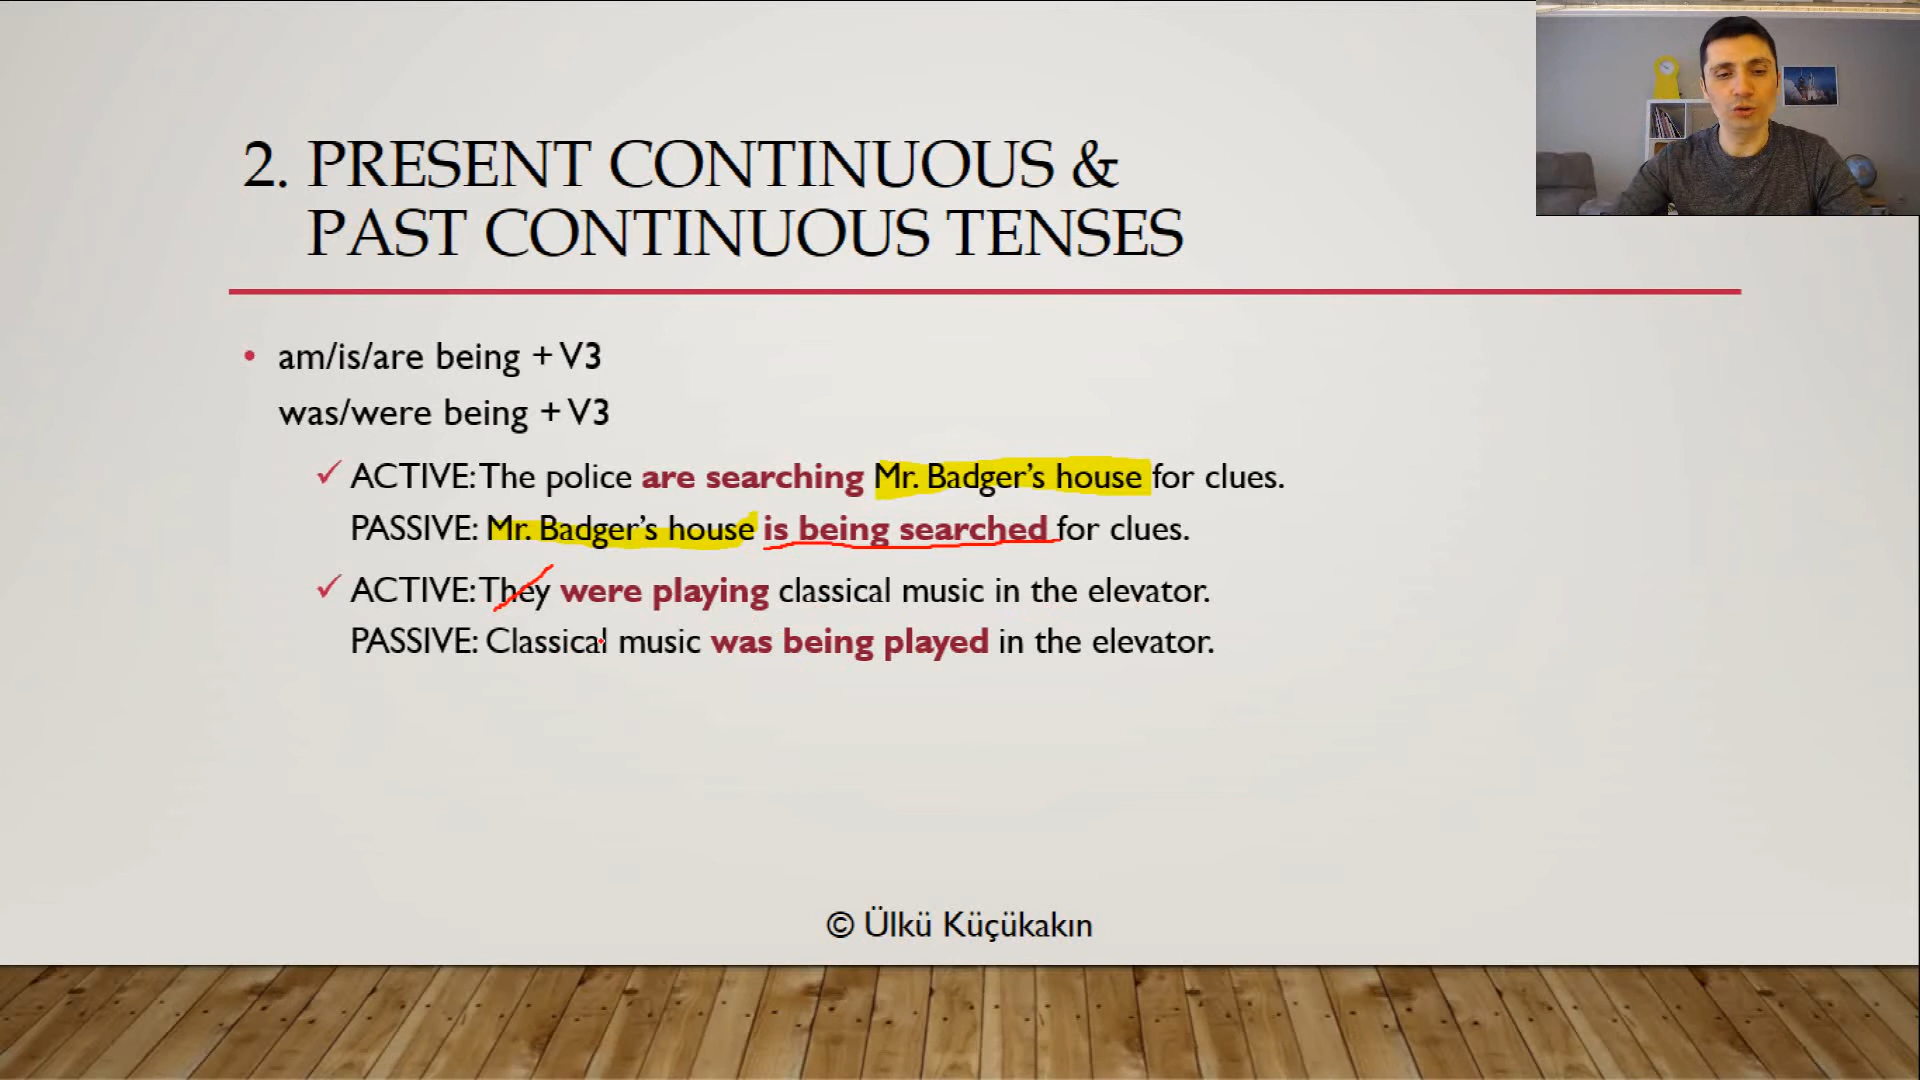 2. PRESENT CONTINUOUS &
PAST CONTINUOUS TENSES
• am/is/are being + V3
was/were being + V3
✓ ACTIVE: The police are searching Mr. Badger’s house for clues.
PASSIVE: Mr. Badger’s house is being searched for clues.
✓ ACTIVE: They were playing classical music in the elevator.
PASSIVE: Classical music was being played in the elevator.
© Ülkü Küçükakın